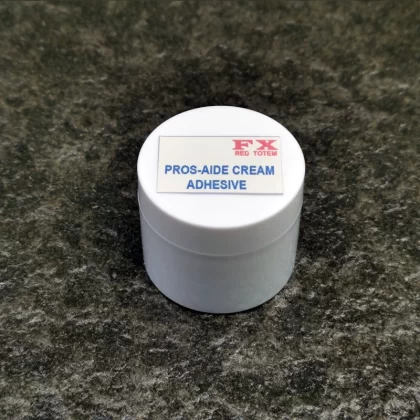 FX
RED TOTEM
PROS-AIDE CREAM
ADHESIVE